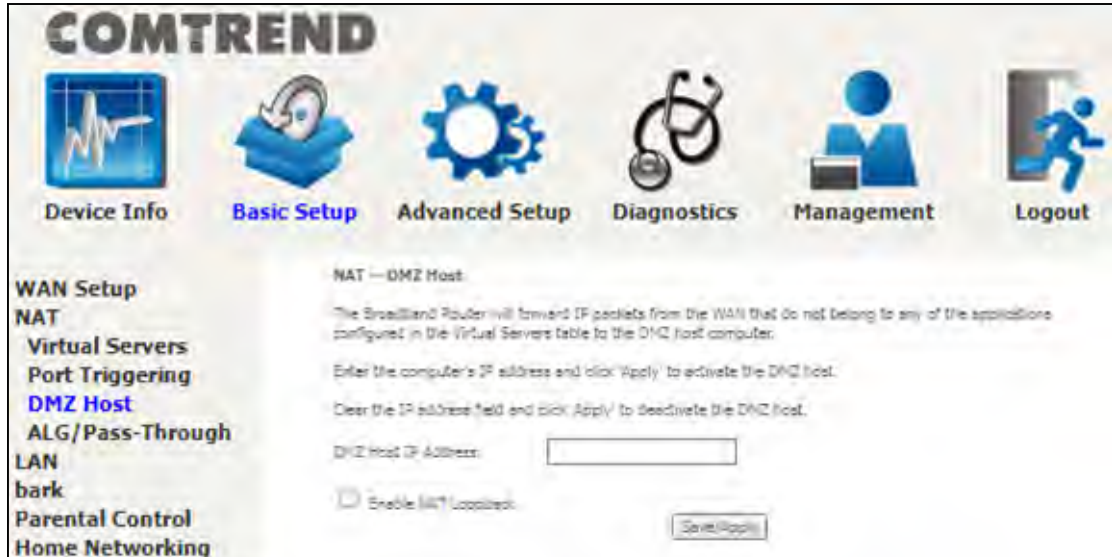 COMTREND
Device Info
Basic Setup
Advanced Setup
Diagnostics
Management
Logout
WAN Setup
NAT
Virtual Servers
Port Triggering
DMZ Host
ALG/Pass-Through
LAN
bark
Parental Control
Home Networking
NAT -- DMZ Host
The Broadband Router will forward IP packets from the WAN that do not belong to any of the applications
configured in the Virtual Servers table to the DMZ host computer.
Enter the computer's IP address and click 'Apply' to activate the DMZ host.
Clear the IP address field and click 'Apply' to deactivate the DMZ host.
DMZ Host IP Address:
Enable NAT Loopback
Save/Apply